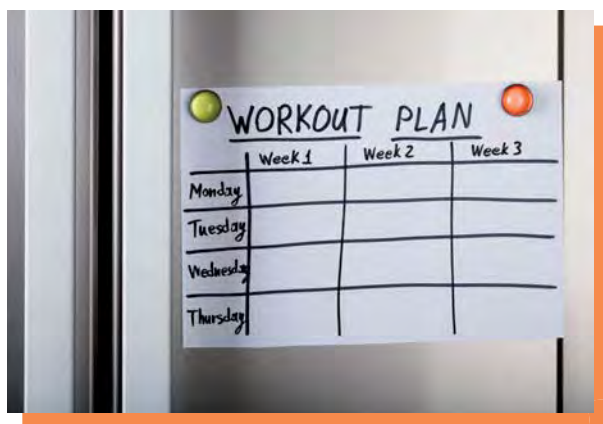 WORKOUT PLAN
Week 1 Week 2 Week 3
Monday
Tuesday
Wednesday
Thursday